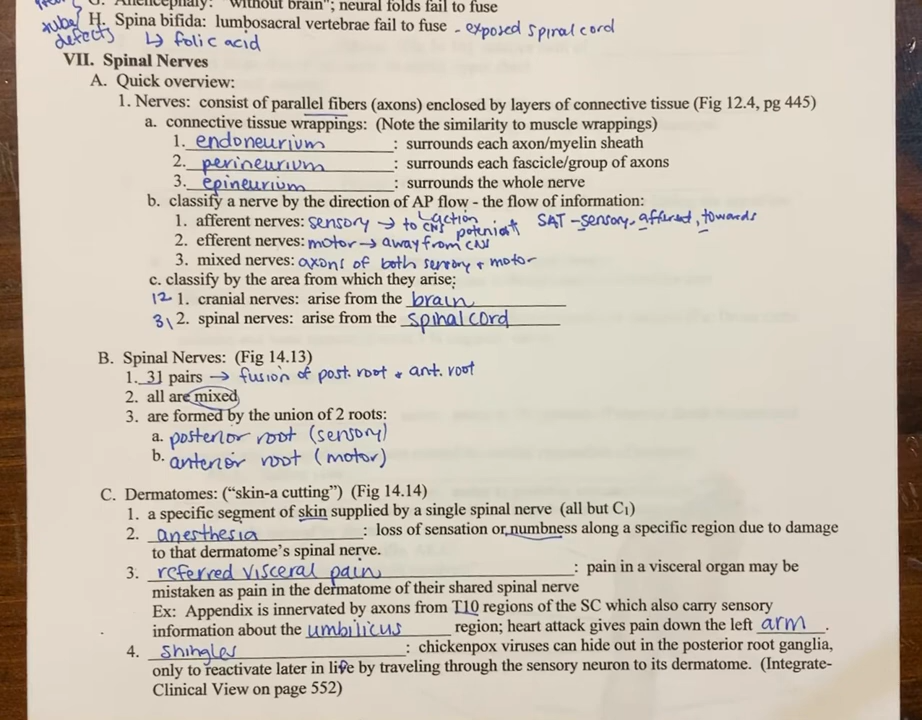 G. Anencephaly: "without brain"; neural folds fail to fuse
tube H. Spina bifida: lumbosacral vertebrae fail to fuse - exposed spiral cord
defects ↳ folic acid
VII. Spinal Nerves
A. Quick overview:
1. Nerves: consist of parallel fibers (axons) enclosed by layers of connective tissue (Fig 12.4, pg 445)
a. connective tissue wrappings: (Note the similarity to muscle wrappings)
1. endoneurium : surrounds each axon/myelin sheath
2. perineurium : surrounds each fascicle/group of axons
3. epineurium : surrounds the whole nerve
b. classify a nerve by the direction of AP flow - the flow of information:
↳ action
1. afferent nerves: sensory → to CNS potential SAT - sensory, afferent, towards
2. efferent nerves: motor → away from CNS
3. mixed nerves: axons of both sensory + motor
c. classify by the area from which they arise:
12 1. cranial nerves: arise from the brain
31 2. spinal nerves: arise from the spinal cord
B. Spinal Nerves: (Fig 14.13)
1. 31 pairs → fusion of post. root + ant. root
2. all are mixed
3. are formed by the union of 2 roots:
a. posterior root (sensory)
b. anterior root (motor)
C. Dermatomes: ("skin-a cutting") (Fig 14.14)
1. a specific segment of skin supplied by a single spinal nerve (all but C₁)
2. anesthesia : loss of sensation or numbness along a specific region due to damage
to that dermatome's spinal nerve.
3. referred visceral pain : pain in a visceral organ may be
mistaken as pain in the dermatome of their shared spinal nerve
Ex: Appendix is innervated by axons from T10 regions of the SC which also carry sensory
information about the umbilicus region; heart attack gives pain down the left arm.
4. shingles : chickenpox viruses can hide out in the posterior root ganglia,
only to reactivate later in life by traveling through the sensory neuron to its dermatome. (Integrate-
Clinical View on page 552)